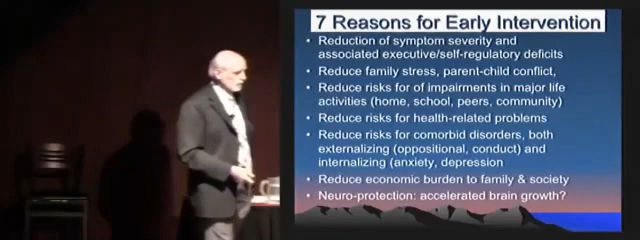 7 Reasons for Early Intervention
• Reduction of symptom severity and
associated executive/self-regulatory deficits
• Reduce family stress, parent-child conflict,
• Reduce risks for of impairments in major life
activities (home, school, peers, community)
• Reduce risks for health-related problems
• Reduce risks for comorbid disorders, both
externalizing (oppositional, conduct) and
internalizing (anxiety, depression
• Reduce economic burden to family & society
• Neuro-protection: accelerated brain growth?